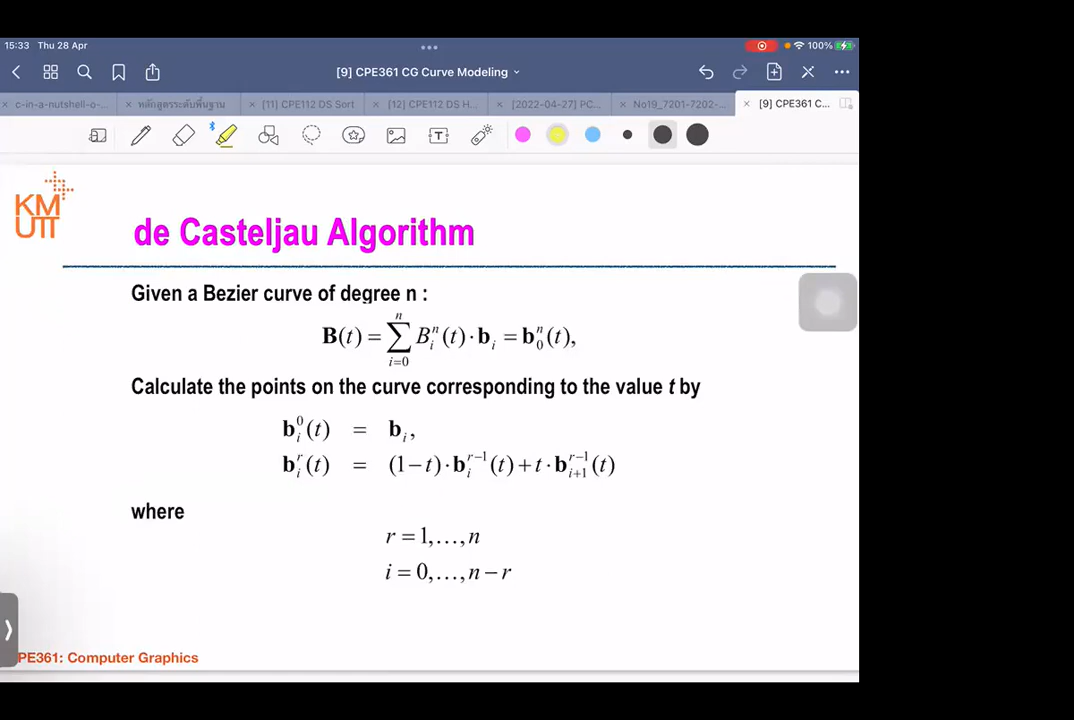 15:33 Thu 28 Apr
100%
[9] CPE361 CG Curve Modeling
c-in-a-nutshell-o-...
หลักสูตรระดับพื้นฐาน
[11] CPE112 DS Sort
[12] CPE112 DS H...
[2022-04-27] PC...
No19_7201-7202-...
[9] CPE361 C...
T
KM
UTT
de Casteljau Algorithm
Given a Bezier curve of degree n :
B(t) = ∑_{i=0}^{n} B_i^n(t) · b_i = b_0^n(t),
Calculate the points on the curve corresponding to the value t by
b_i^0(t) = b_i,
b_i^r(t) = (1−t) · b_i^{r−1}(t) + t · b_{i+1}^{r−1}(t)
where
r = 1,…,n
i = 0,…,n−r
PE361: Computer Graphics